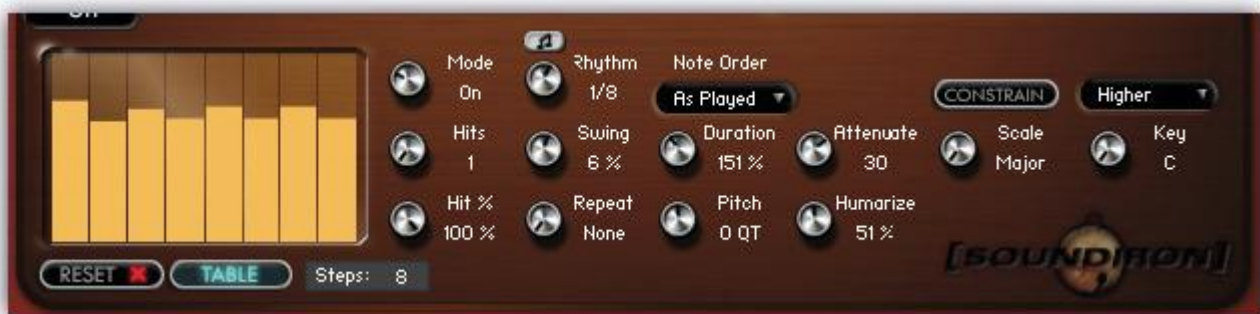 Mode
On
Rhythm
1/8
Note Order
As Played
CONSTRAIN
Higher
Hits
1
Swing
6 %
Duration
151 %
Attenuate
30
Scale
Major
Key
C
Hit %
100 %
Repeat
None
Pitch
0 QT
Humanize
51 %
[SOUNDIRON]
RESET X
TABLE
Steps: 8